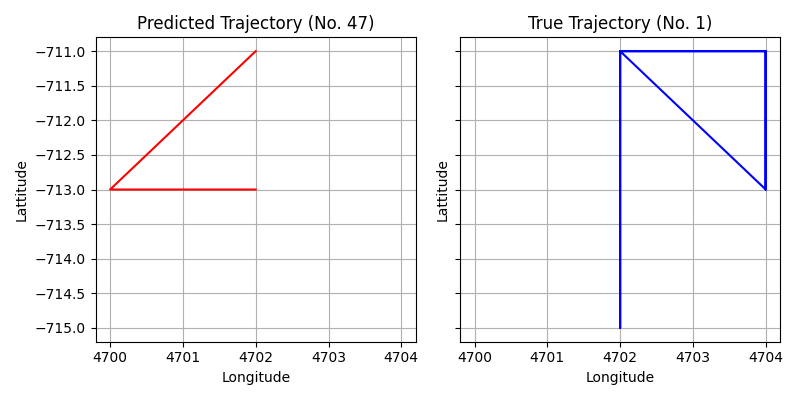 Predicted Trajectory (No. 47)
True Trajectory (No. 1)
−711.0
−711.5
−712.0
−712.5
−713.0
−713.5
−714.0
−714.5
−715.0
Lattitude
Lattitude
4700 4701 4702 4703 4704
4700 4701 4702 4703 4704
Longitude
Longitude